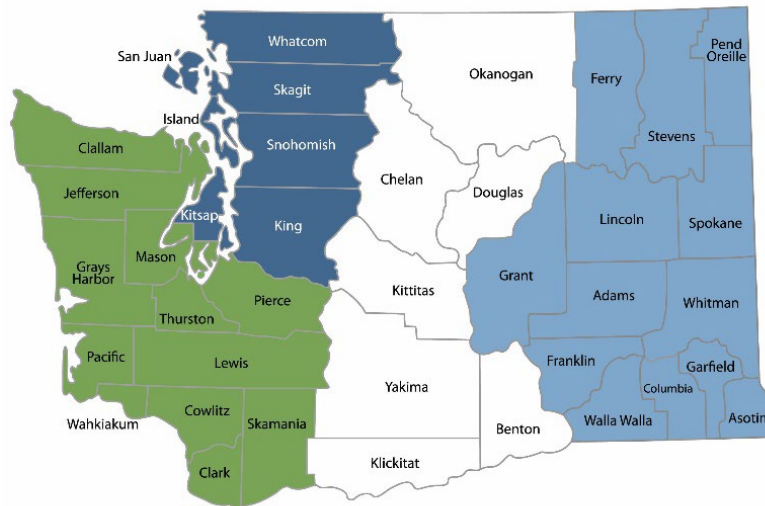 Whatcom
San Juan
Skagit
Island
Snohomish
King
Kitsap
Okanogan
Chelan
Douglas
Kittitas
Yakima
Klickitat
Benton
Ferry
Stevens
Pend
Oreille
Lincoln
Spokane
Grant
Adams
Whitman
Franklin
Walla Walla
Columbia
Garfield
Asotin
Clallam
Jefferson
Grays
Harbor
Mason
Thurston
Pierce
Pacific
Lewis
Wahkiakum
Cowlitz
Skamania
Clark